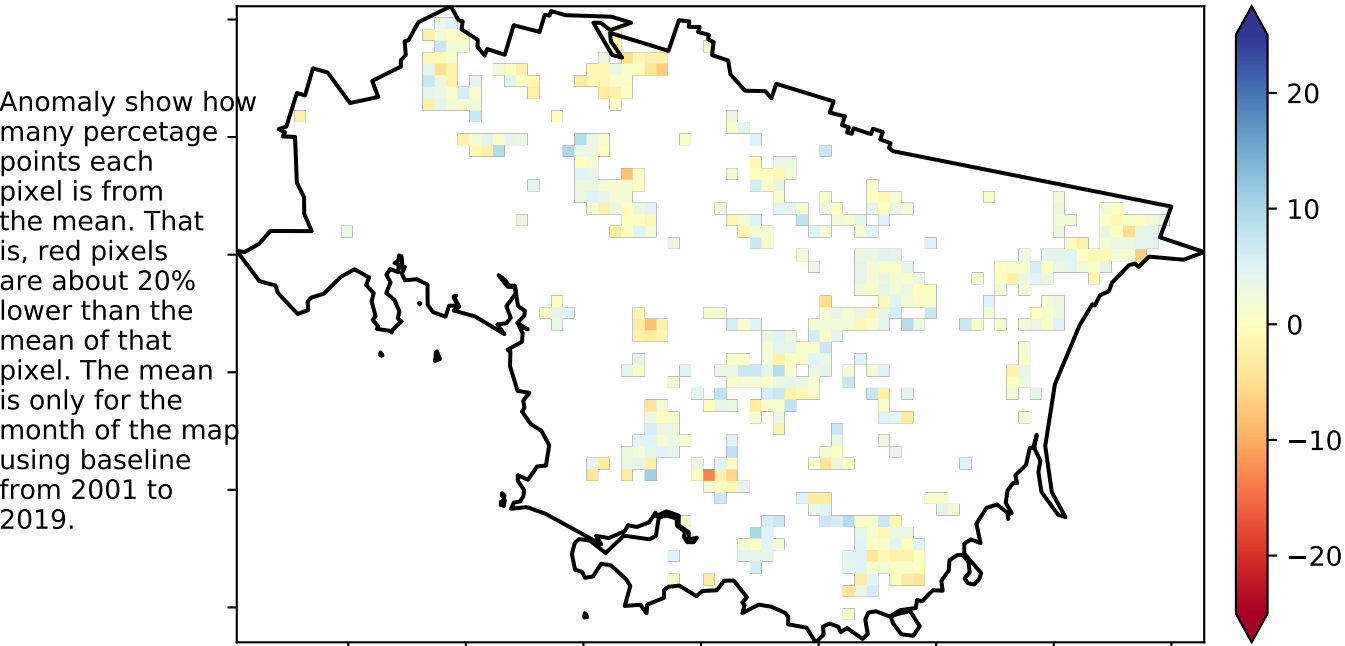 Anomaly show how
many percetage
points each
pixel is from
the mean. That
is, red pixels
are about 20%
lower than the
mean of that
pixel. The mean
is only for the
month of the map
using baseline
from 2001 to
2019.
20
10
0
−10
−20